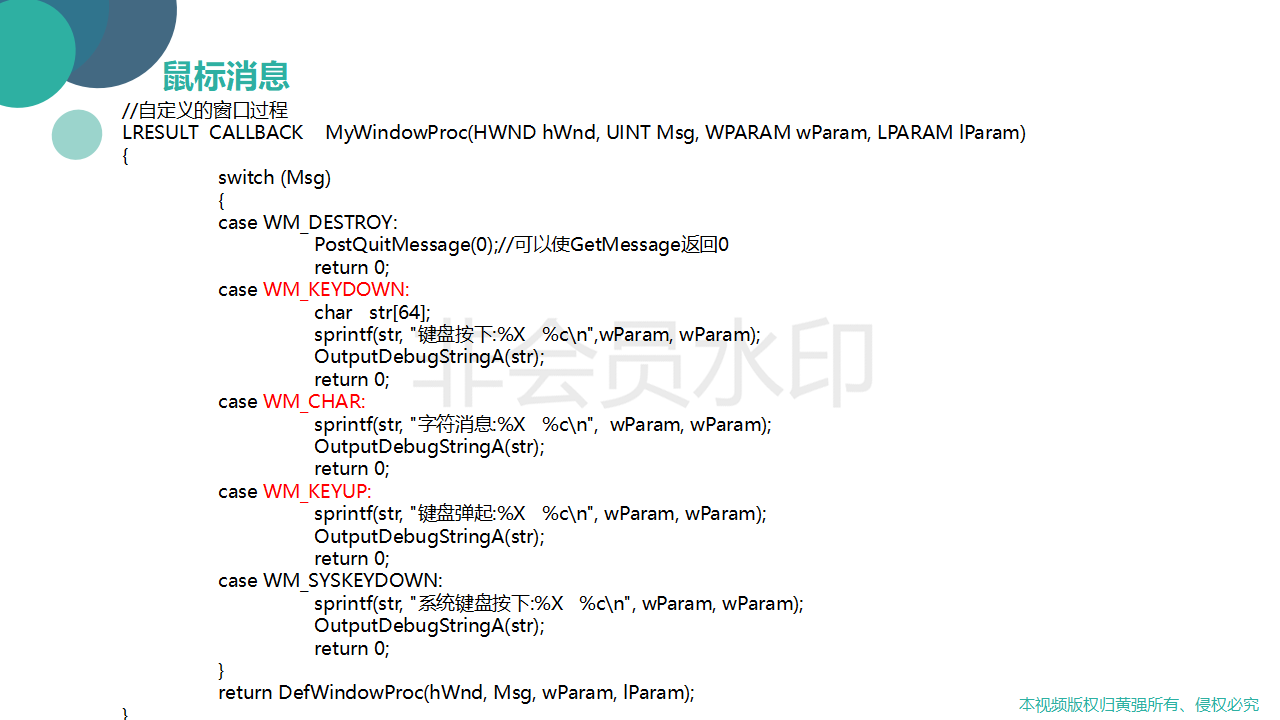 鼠标消息
//自定义的窗口过程
LRESULT CALLBACK MyWindowProc(HWND hWnd, UINT Msg, WPARAM wParam, LPARAM lParam)
{
switch (Msg)
{
case WM_DESTROY:
PostQuitMessage(0);//可以使GetMessage返回0
return 0;
case WM_KEYDOWN:
char str[64];
sprintf(str, "键盘按下:%X %c\n",wParam, wParam);
OutputDebugStringA(str);
return 0;
case WM_CHAR:
sprintf(str, "字符消息:%X %c\n", wParam, wParam);
OutputDebugStringA(str);
return 0;
case WM_KEYUP:
sprintf(str, "键盘弹起:%X %c\n", wParam, wParam);
OutputDebugStringA(str);
return 0;
case WM_SYSKEYDOWN:
sprintf(str, "系统键盘按下:%X %c\n", wParam, wParam);
OutputDebugStringA(str);
return 0;
}
return DefWindowProc(hWnd, Msg, wParam, lParam);
}
非会员水印
本视频版权归黄强所有、侵权必究